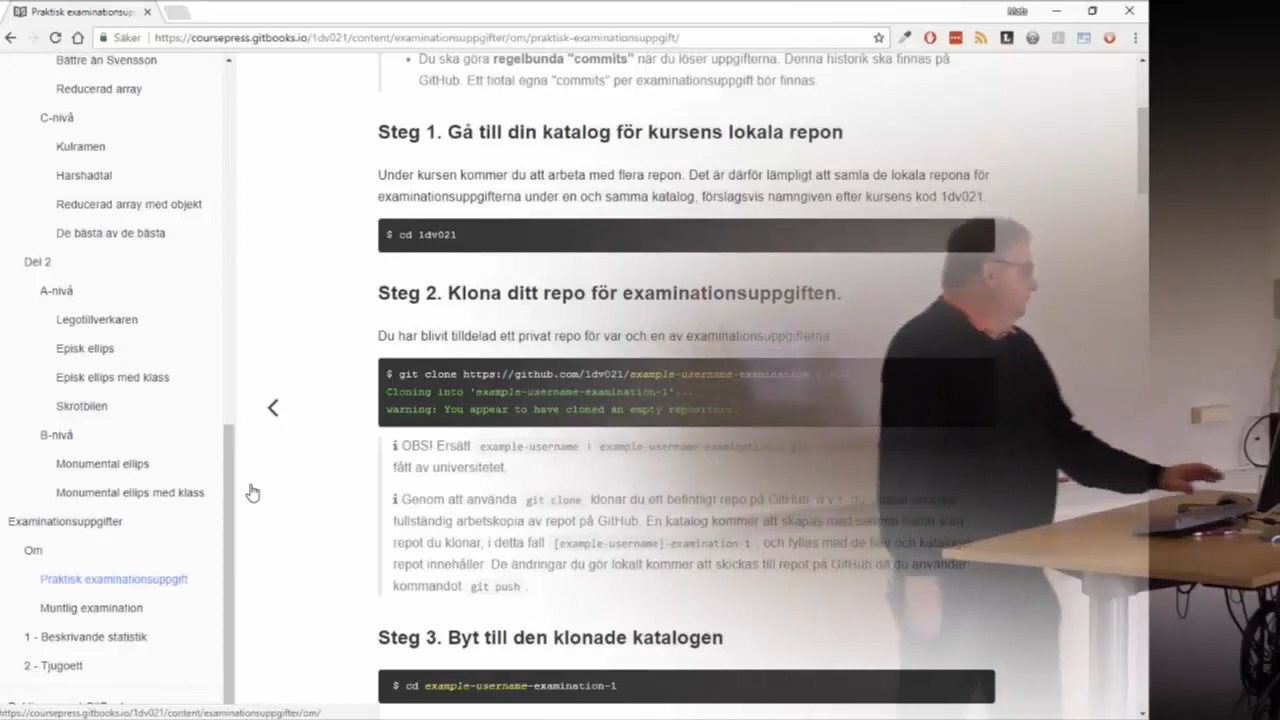 Praktisk examinationsup
Mats
Säker
https://coursepress.gitbooks.io/1dv021/content/examinationsuppgifter/om/praktisk-examinationsuppgift/
Bättre än Svensson
Reducerad array
C-nivå
Kulramen
Harshadtal
Reducerad array med objekt
De bästa av de bästa
Del 2
A-nivå
Legotillverkaren
Episk ellips
Episk ellips med klass
Skrotbilen
B-nivå
Monumental ellips
Monumental ellips med klass
Examinationsuppgifter
Om
Praktisk examinationsuppgift
Muntlig examination
1 - Beskrivande statistik
2 - Tjugoett
https://coursepress.gitbooks.io/1dv021/content/examinationsuppgifter/om/
• Du ska göra regelbunda "commits" när du löser uppgifterna. Denna historik ska finnas på
GitHub. Ett tiotal egna "commits" per examinationsuppgift bör finnas.
Steg 1. Gå till din katalog för kursens lokala repon
Under kursen kommer du att arbeta med flera repon. Det är därför lämpligt att samla de lokala repona för
examinationsuppgifterna under en och samma katalog, förslagsvis namngiven efter kursens kod 1dv021.
$ cd 1dv021
Steg 2. Klona ditt repo för examinationsuppgiften.
Du har blivit tilldelad ett privat repo för var och en av examinationsuppgifterna
$ git clone https://github.com/1dv021/example-username-examination
Cloning into 'example-username-examination-1'...
warning: You appear to have cloned an empty repository.
OBS! Ersätt example-username i example-username-examination
fått av universitetet.
Genom att använda git clone klonar du ett befintligt repo på GitHub d v s du
fullständig arbetskopia av repot på GitHub. En katalog kommer att skapas med samma namn som
repot du klonar, i detta fall [example-username]-examination-1 , och fyllas med de filer och kataloger
repot innehåller. De ändringar du gör lokalt kommer att skickas till repot på GitHub då du använder
kommandot git push .
Steg 3. Byt till den klonade katalogen
$ cd example-username-examination-1